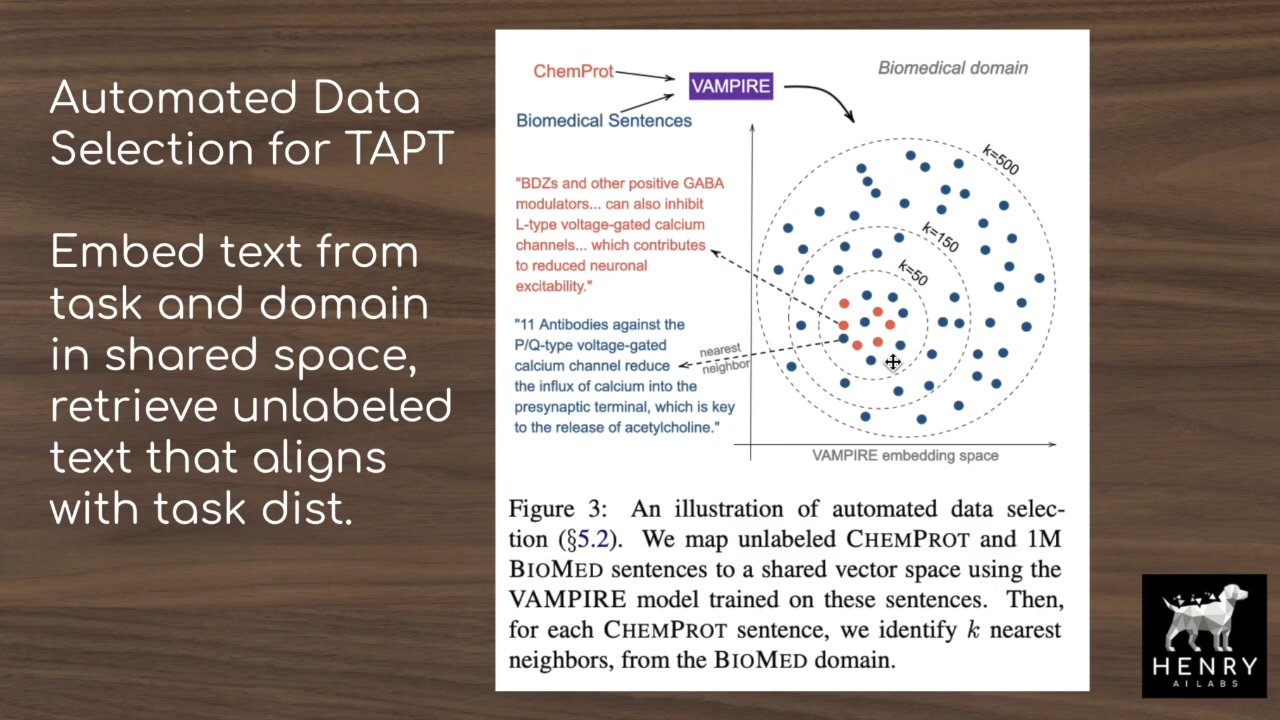 Automated Data
Selection for TAPT
Embed text from
task and domain
in shared space,
retrieve unlabeled
text that aligns
with task dist.
ChemProt
VAMPIRE
Biomedical domain
Biomedical Sentences
"BDZs and other positive GABA
modulators... can also inhibit
L-type voltage-gated calcium
channels... which contributes
to reduced neuronal
excitability."
"11 Antibodies against the
P/Q-type voltage-gated
calcium channel reduce
the influx of calcium into the
presynaptic terminal, which is key
to the release of acetylcholine."
nearest
neighbor
k=500
k=150
k=50
VAMPIRE embedding space
Figure 3: An illustration of automated data selec-
tion (§5.2). We map unlabeled CHEMPROT and 1M
BIOMED sentences to a shared vector space using the
VAMPIRE model trained on these sentences. Then,
for each CHEMPROT sentence, we identify k nearest
neighbors, from the BIOMED domain.
HENRY
AI LABS